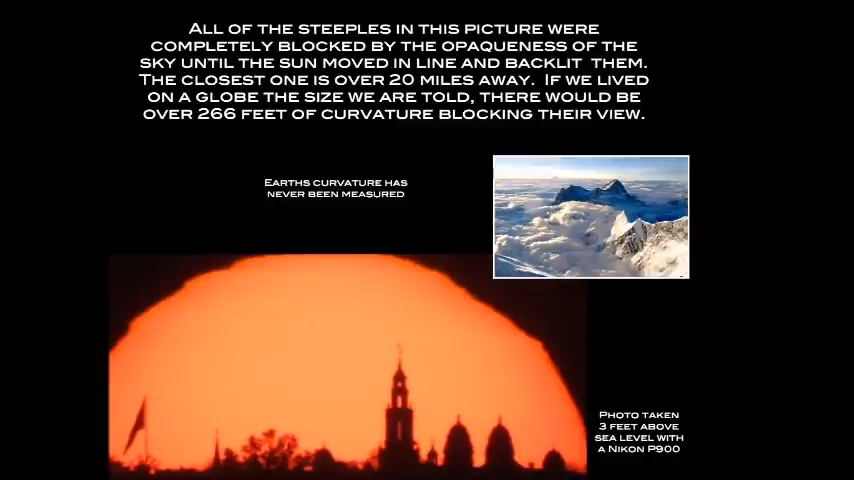 All of the steeples in this picture were
completely blocked by the opaqueness of the
sky until the sun moved in line and backlit them.
The closest one is over 20 miles away. If we lived
on a globe the size we are told, there would be
over 266 feet of curvature blocking their view.
Earths curvature has
never been measured
Photo taken
3 feet above
sea level with
a Nikon P900